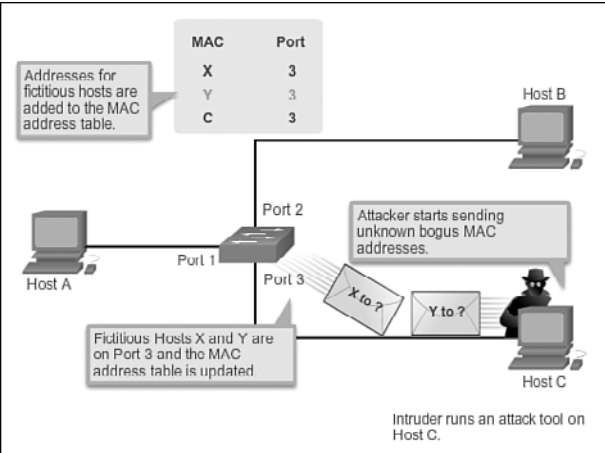 MAC Port
X 3
Y 3
C 3
Addresses for
fictitious hosts are
added to the MAC
address table.
Host B
Port 2
Attacker starts sending
unknown bogus MAC
addresses.
Port 1
Host A
Port 3
X to ?
Y to ?
Fictitious Hosts X and Y are
on Port 3 and the MAC
address table is updated.
Host C
Intruder runs an attack tool on
Host C.